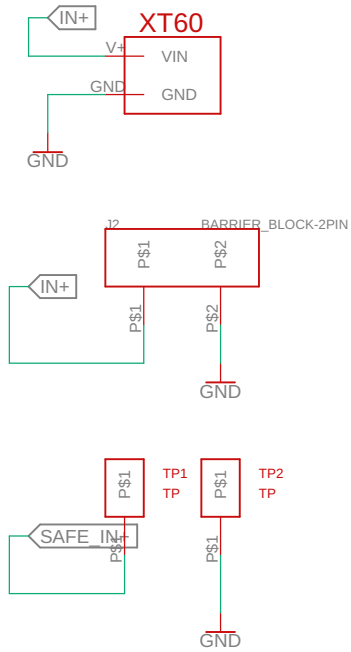 IN+
XT60
V+
VIN
GND
GND
GND
J2
BARRIER_BLOCK-2PIN
P$1
P$2
IN+
P$1
P$2
GND
P$1
TP1
TP
P$1
TP2
TP
SAFE_IN+
P$1
P$1
GND